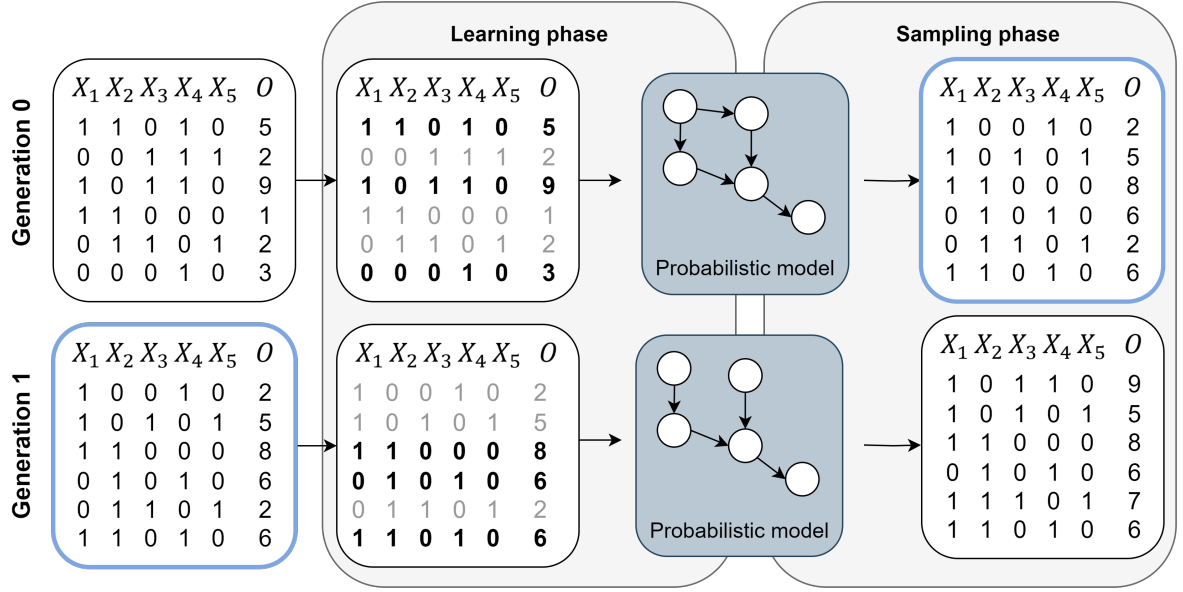 Learning phase
Sampling phase
Generation 0
X₁ X₂ X₃ X₄ X₅ O
1 1 0 1 0 5
0 0 1 1 1 2
1 0 1 1 0 9
1 1 0 0 0 1
0 1 1 0 1 2
0 0 0 1 0 3
X₁ X₂ X₃ X₄ X₅ O
1 1 0 1 0 5
0 0 1 1 1 2
1 0 1 1 0 9
1 1 0 0 0 1
0 1 1 0 1 2
0 0 0 1 0 3
Probabilistic model
X₁ X₂ X₃ X₄ X₅ O
1 0 0 1 0 2
1 0 1 0 1 5
1 1 0 0 0 8
0 1 0 1 0 6
0 1 1 0 1 2
1 1 0 1 0 6
Generation 1
X₁ X₂ X₃ X₄ X₅ O
1 0 0 1 0 2
1 0 1 0 1 5
1 1 0 0 0 8
0 1 0 1 0 6
0 1 1 0 1 2
1 1 0 1 0 6
X₁ X₂ X₃ X₄ X₅ O
1 0 0 1 0 2
1 0 1 0 1 5
1 1 0 0 0 8
0 1 0 1 0 6
0 1 1 0 1 2
1 1 0 1 0 6
Probabilistic model
X₁ X₂ X₃ X₄ X₅ O
1 0 1 1 0 9
1 0 1 0 1 5
1 1 0 0 0 8
0 1 0 1 0 6
1 1 1 0 1 7
1 1 0 1 0 6